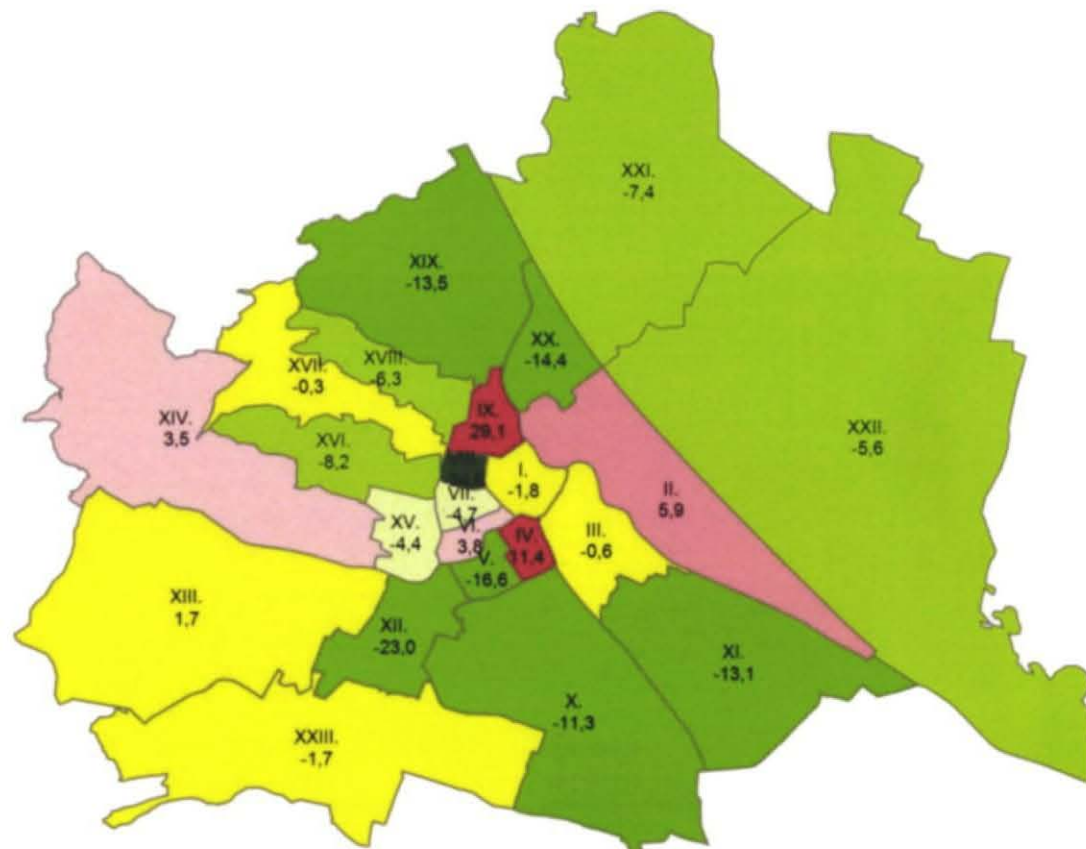 XXI.
-7,4
XIX.
-13,5
XX.
-14,4
XVIII.
-6,3
XVII.
-0,3
XIV.
3,5
IX.
29,1
XXII.
-5,6
XVI.
-8,2
I.
-1,8
II.
5,9
VII.
-4,7
XV.
-4,4
VI.
3,8
IV.
11,4
III.
-0,6
V.
-16,6
XIII.
1,7
XII.
-23,0
XI.
-13,1
X.
-11,3
XXIII.
-1,7